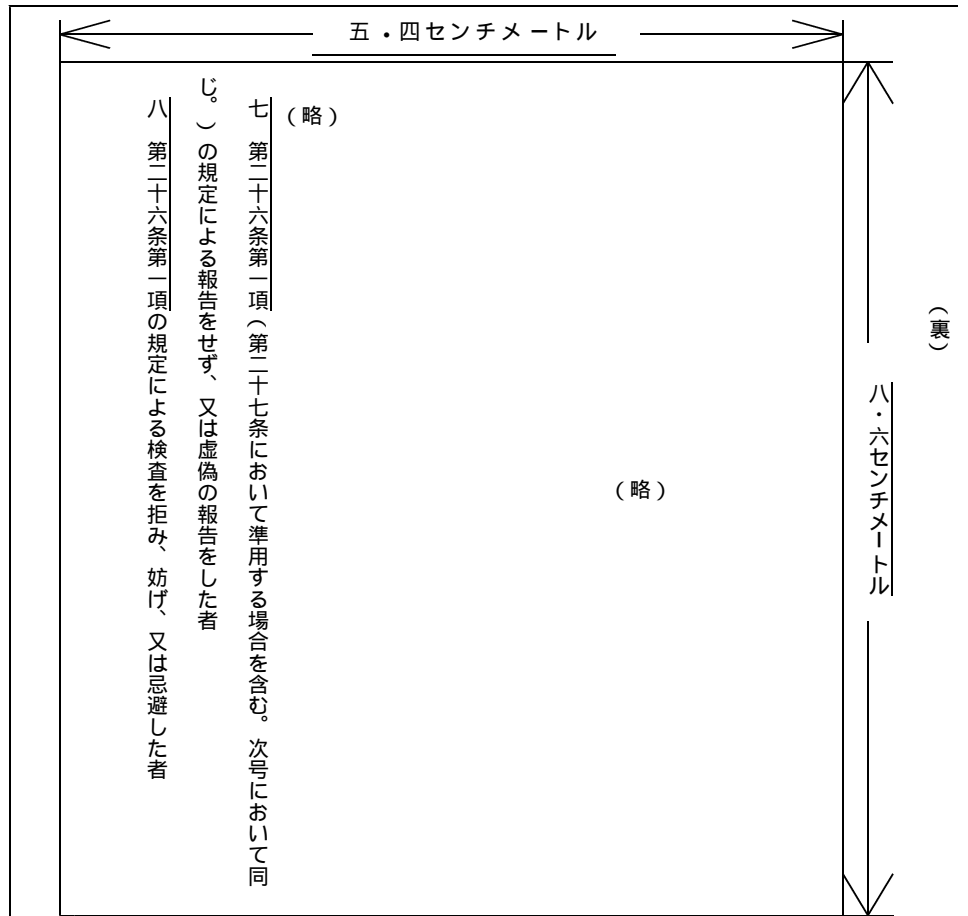 五・四センチメートル
（裏）
八・六センチメートル
（略）
（略）
七　第二十六条第一項（第二十七条において準用する場合を含む。次号において同
じ。）の規定による報告をせず、又は虚偽の報告をした者
八　第二十六条第一項の規定による検査を拒み、妨げ、又は忌避した者